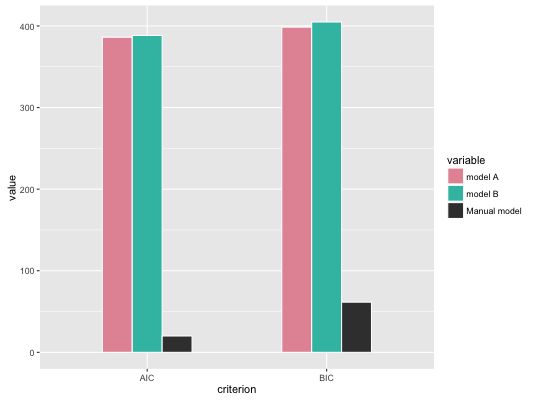 400
300
200
100
0
value
AIC
BIC
criterion
variable
model A
model B
Manual model